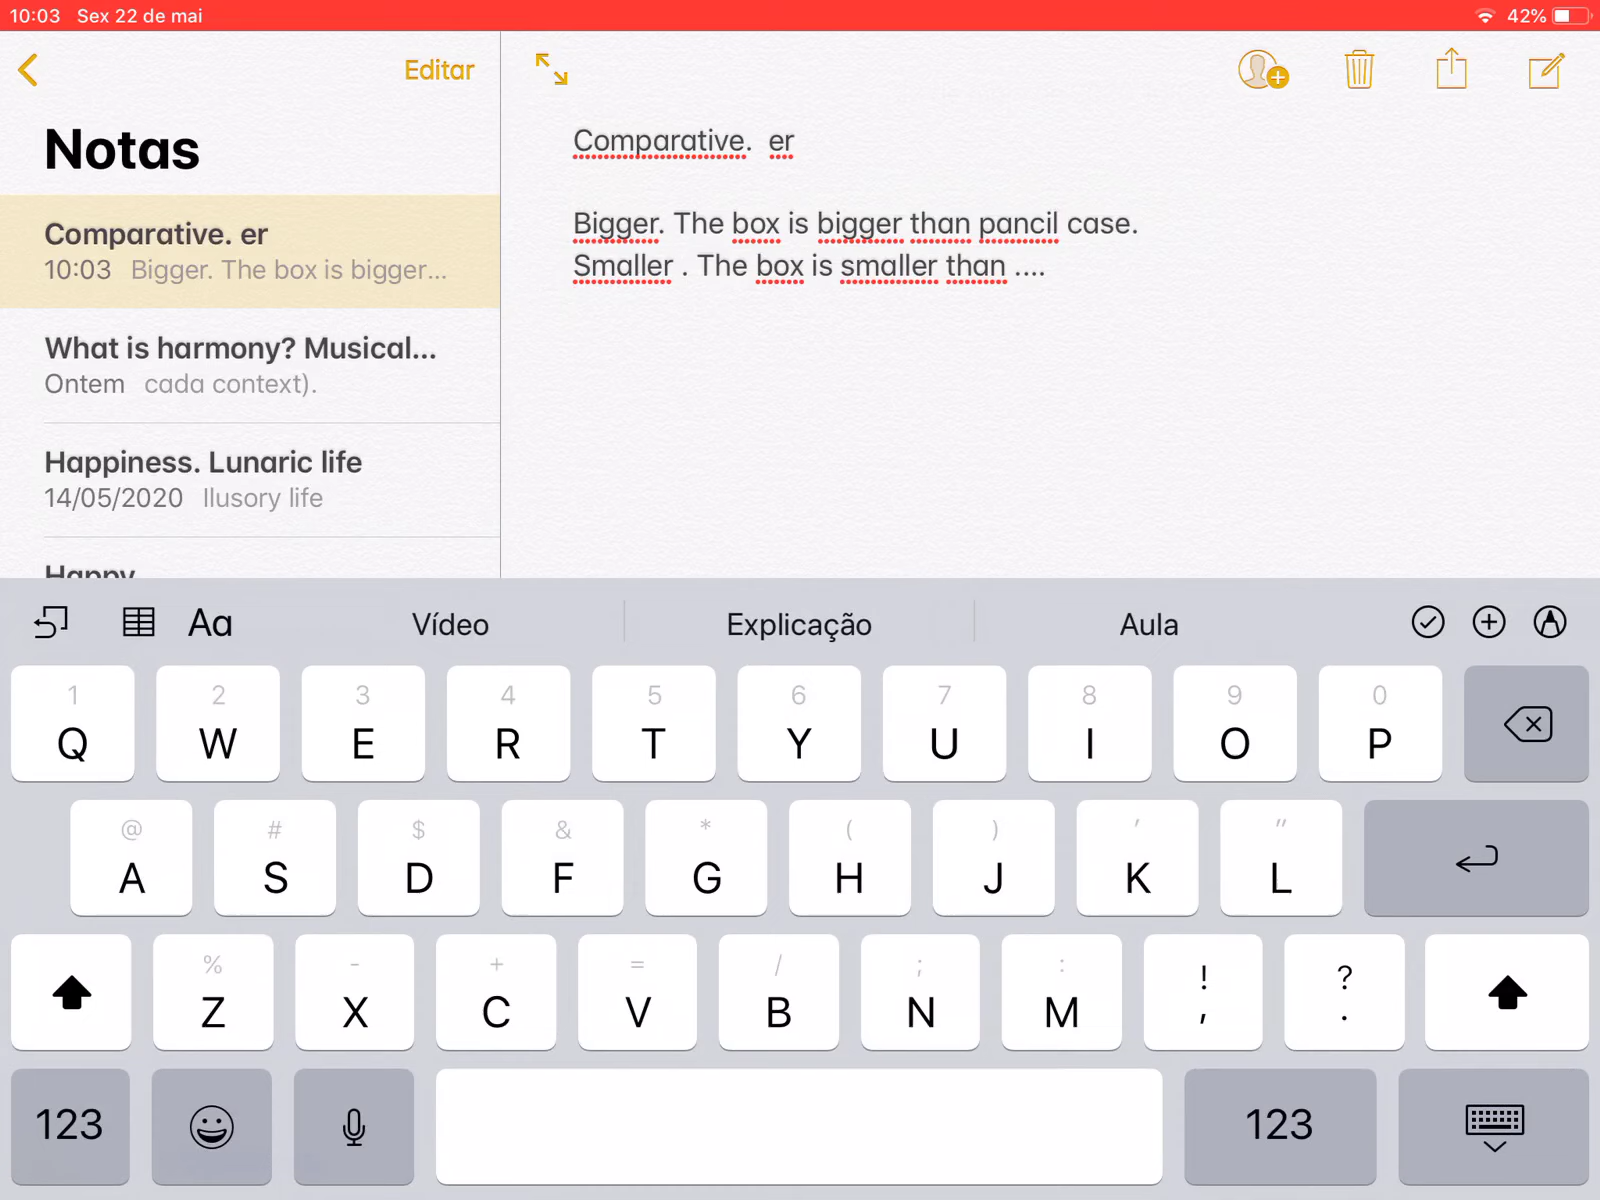 10:03 Sex 22 de mai 42%
Editar
Notas
Comparative. er
10:03 Bigger. The box is bigger...
What is harmony? Musical...
Ontem cada context).
Happiness. Lunaric life
14/05/2020 Ilusory life
Happy
Comparative. er
Bigger. The box is bigger than pancil case.
Smaller . The box is smaller than ....
Aa Vídeo Explicação Aula
1 2 3 4 5 6 7 8 9 0
Q W E R T Y U I O P
@ # $ & * ( ) ' "
A S D F G H J K L
% - + = / ; : ! ?
Z X C V B N M , .
123 123